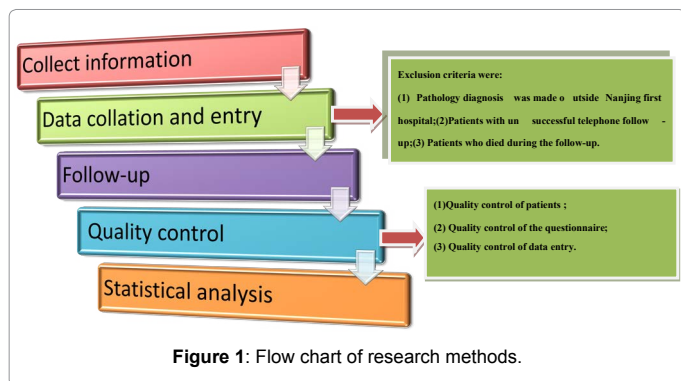 Collect information
Exclusion criteria were:
(1) Pathology diagnosis was made o utside Nanjing first
hospital;(2)Patients with un successful telephone follow -
up;(3) Patients who died during the follow-up.
Data collation and entry
Follow-up
Quality control
(1)Quality control of patients ;
(2) Quality control of the questionnaire;
(3) Quality control of data entry.
Statistical analysis
Figure 1: Flow chart of research methods.